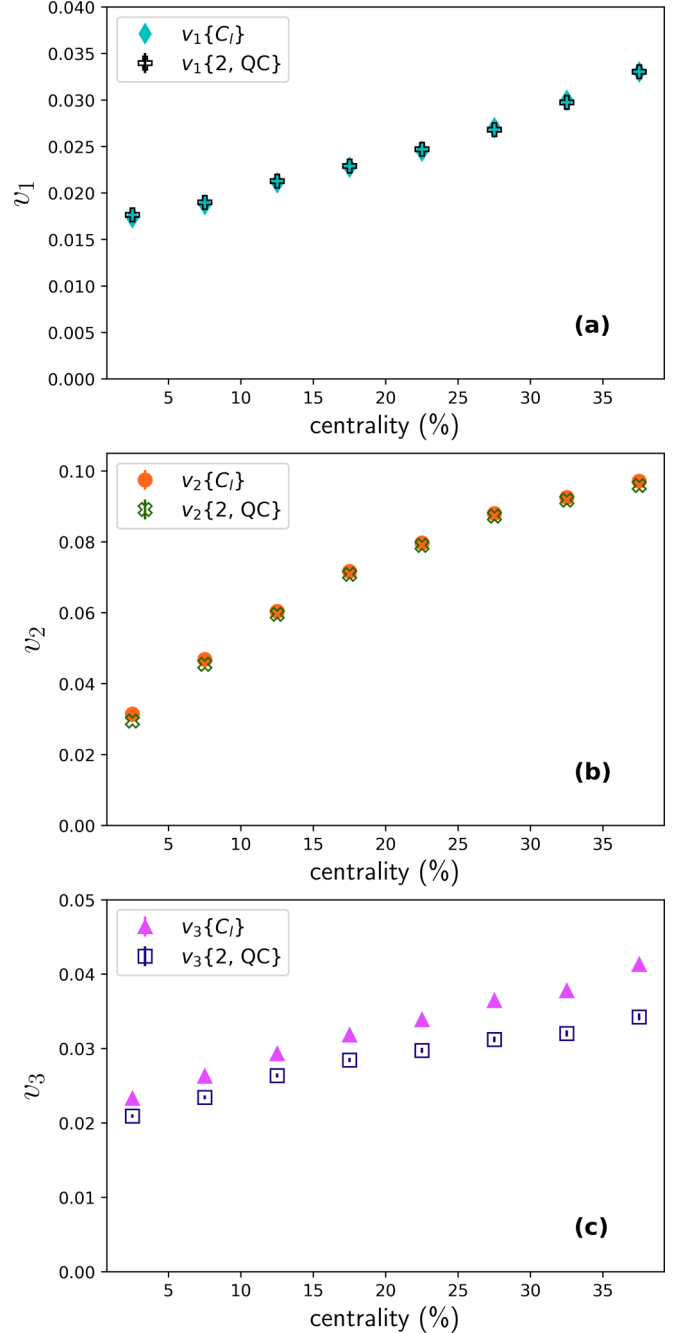 0.040
0.035
0.030
0.025
0.020
0.015
0.010
0.005
0.000
v₁
v₁{Cₗ}
v₁{2, QC}
(a)
5 10 15 20 25 30 35
centrality (%)
0.10
0.08
0.06
0.04
0.02
0.00
v₂
v₂{Cₗ}
v₂{2, QC}
(b)
5 10 15 20 25 30 35
centrality (%)
0.05
0.04
0.03
0.02
0.01
0.00
v₃
v₃{Cₗ}
v₃{2, QC}
(c)
5 10 15 20 25 30 35
centrality (%)